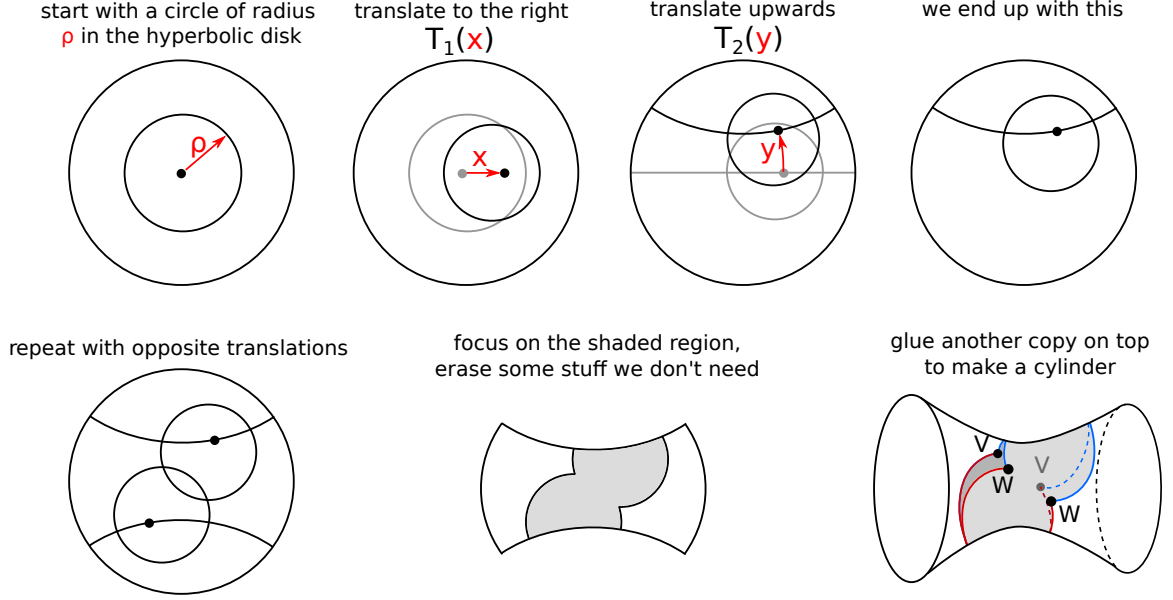 start with a circle of radius
ρ in the hyperbolic disk
translate to the right
T₁(x)
translate upwards
T₂(y)
we end up with this
ρ
x
y
repeat with opposite translations
focus on the shaded region,
erase some stuff we don't need
glue another copy on top
to make a cylinder
V
V
W
W